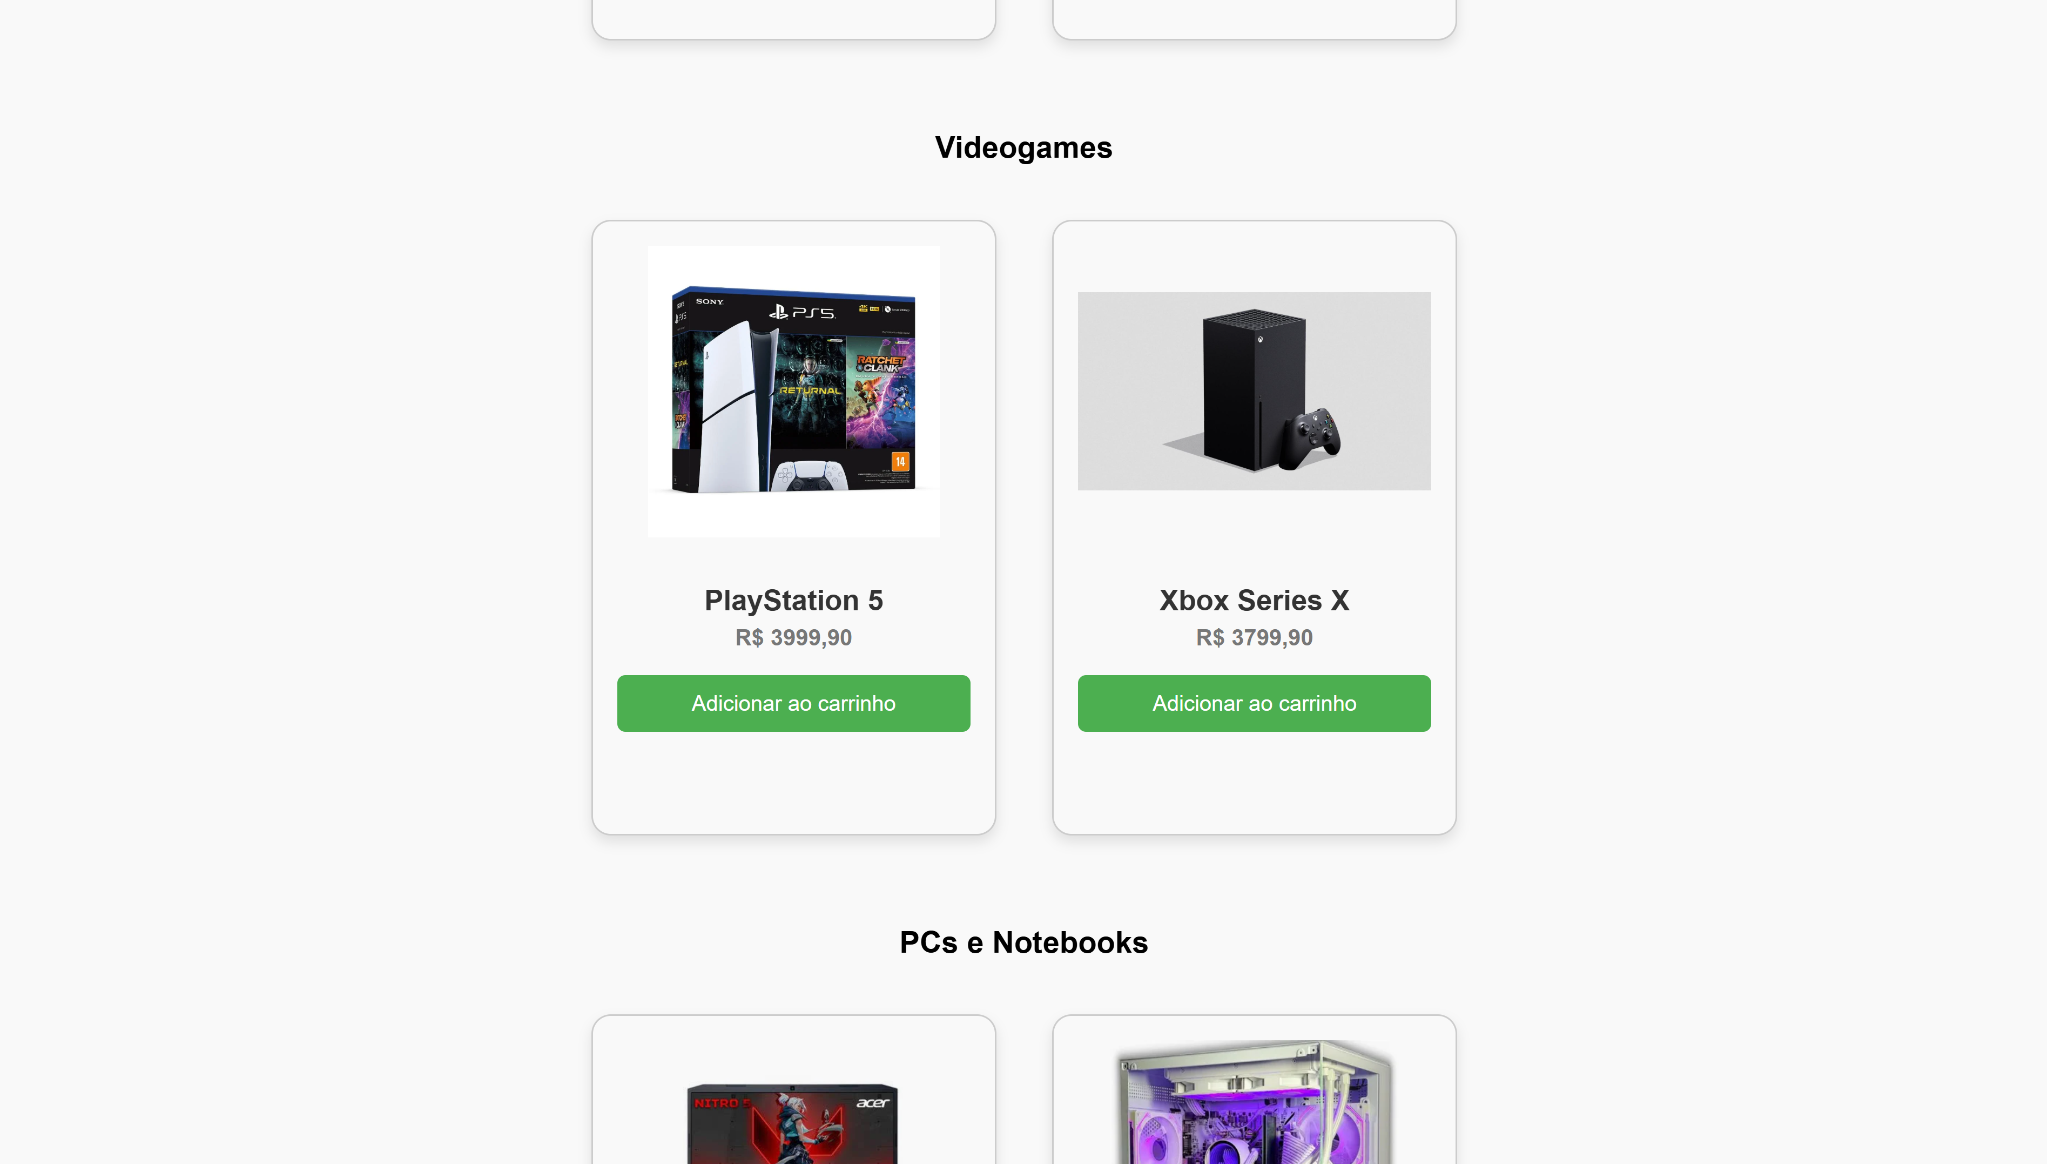 Videogames
SONY
PS5
RETURNAL
RATCHET
CLANK
14
PlayStation 5
R$ 3999,90
Adicionar ao carrinho
Xbox Series X
R$ 3799,90
Adicionar ao carrinho
PCs e Notebooks
NITRO 5
acer